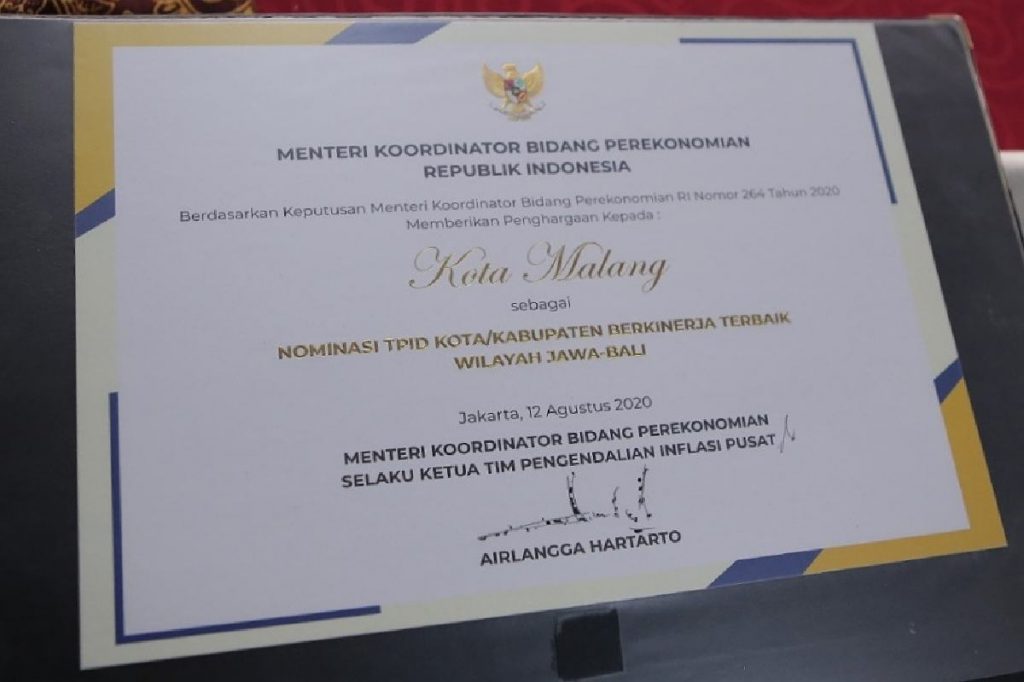 MENTERI KOORDINATOR BIDANG PEREKONOMIAN
REPUBLIK INDONESIA
Berdasarkan Keputusan Menteri Koordinator Bidang Perekonomian RI Nomor 264 Tahun 2020
Memberikan Penghargaan Kepada :
Kota Malang
sebagai
NOMINASI TPID KOTA/KABUPATEN BERKINERJA TERBAIK
WILAYAH JAWA-BALI
Jakarta, 12 Agustus 2020
MENTERI KOORDINATOR BIDANG PEREKONOMIAN
SELAKU KETUA TIM PENGENDALIAN INFLASI PUSAT
AIRLANGGA HARTARTO